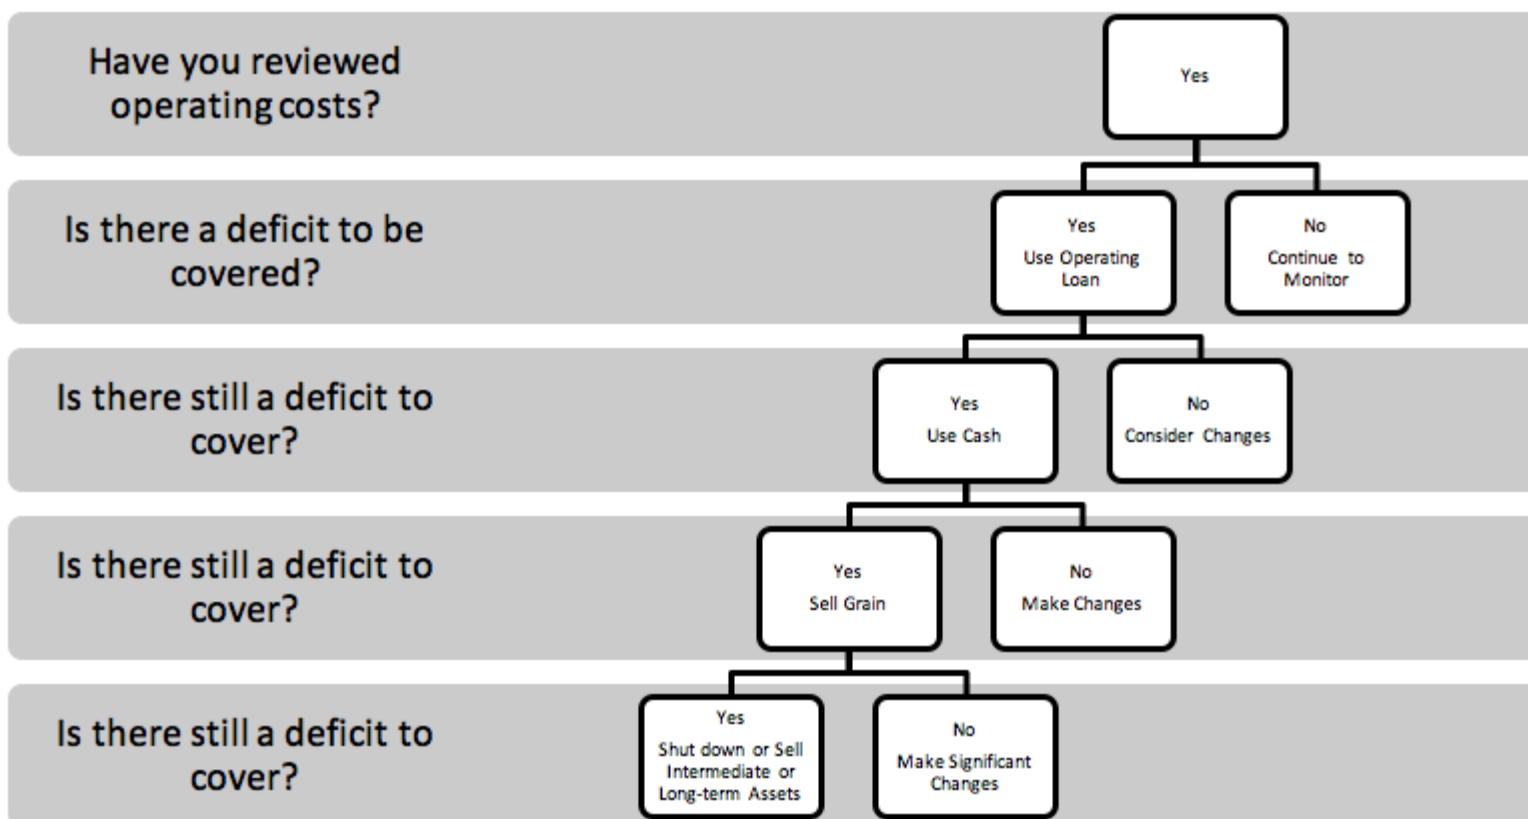 Have you reviewed
operating costs?
Yes
Is there a deficit to be
covered?
Yes
Use Operating
Loan
No
Continue to
Monitor
Is there still a deficit to
cover?
Yes
Use Cash
No
Consider Changes
Is there still a deficit to
cover?
Yes
Sell Grain
No
Make Changes
Is there still a deficit to
cover?
Yes
Shut down or Sell
Intermediate or
Long-term Assets
No
Make Significant
Changes